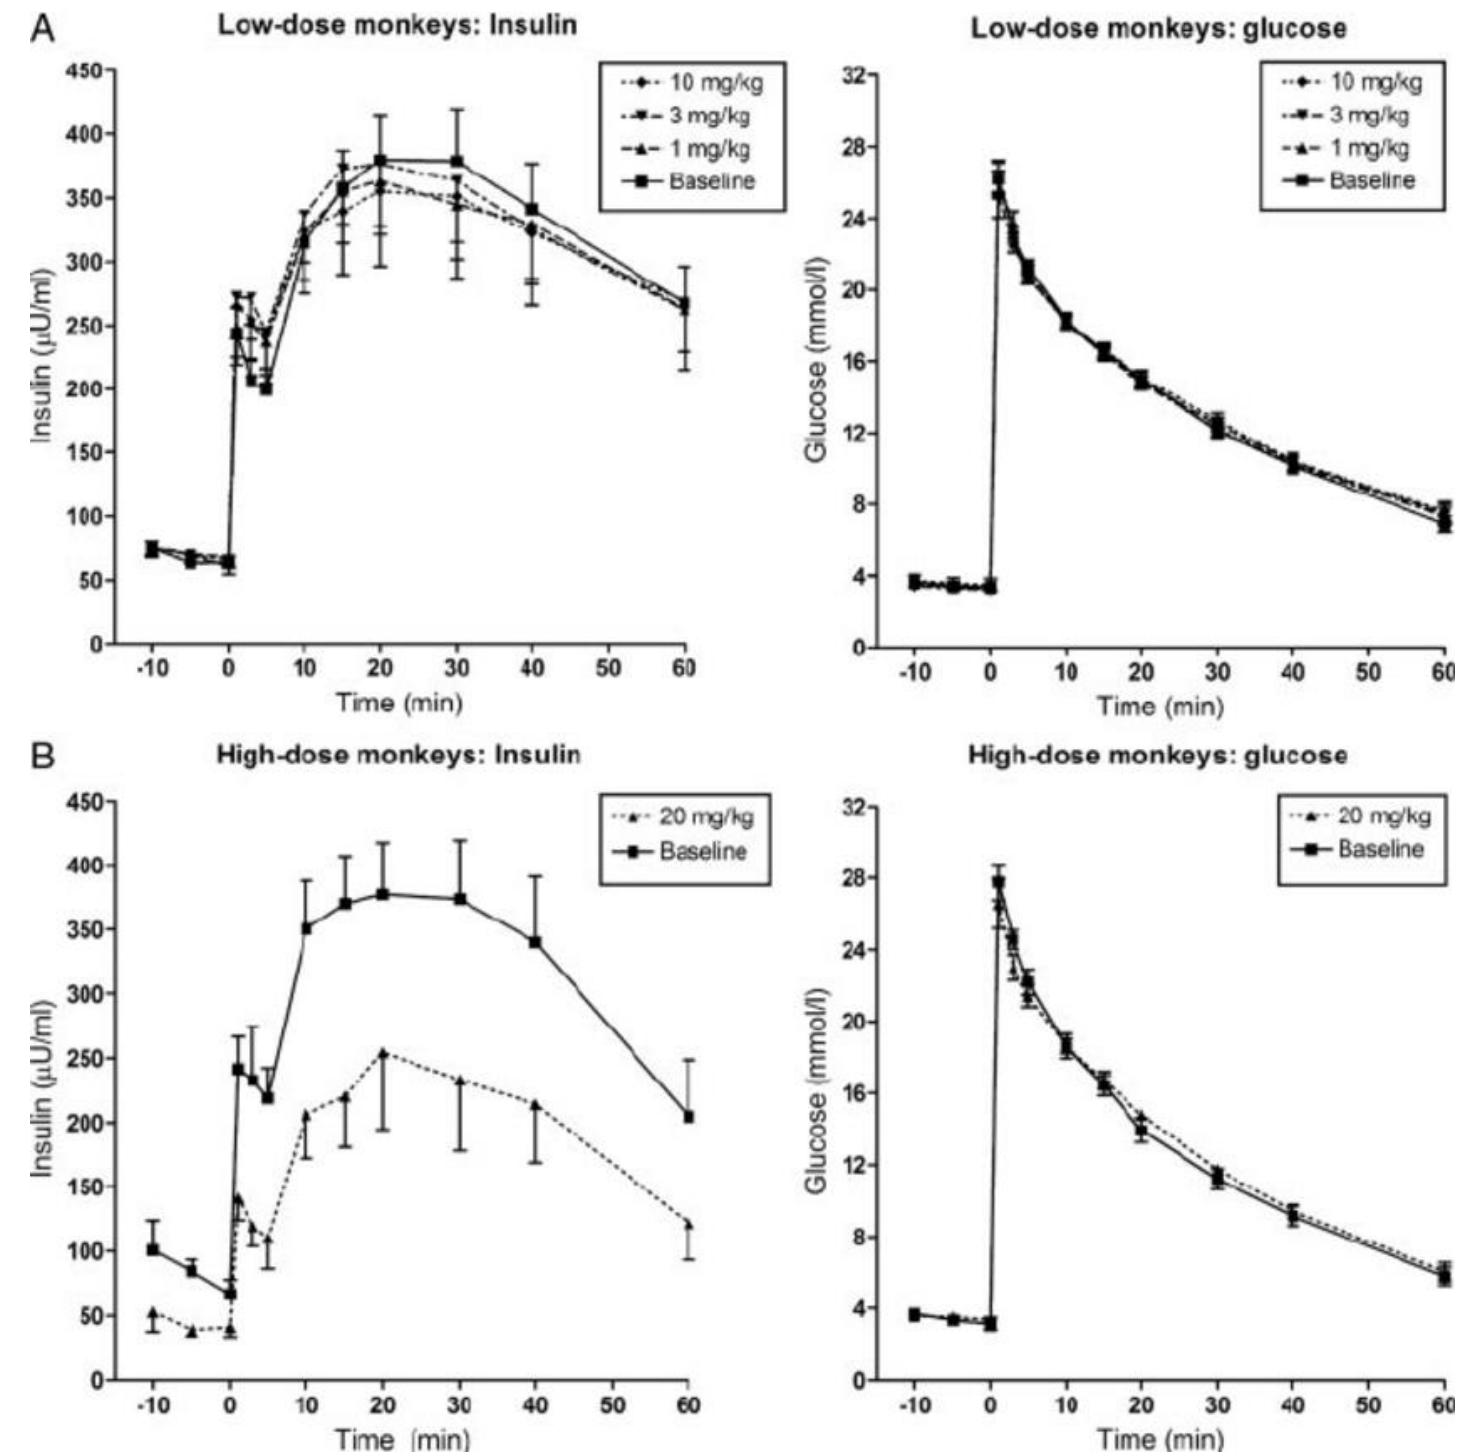 A
Low-dose monkeys: Insulin
Insulin (µU/ml)
450
400
350
300
250
200
150
100
50
0
10 mg/kg
3 mg/kg
1 mg/kg
Baseline
-10 0 10 20 30 40 50 60
Time (min)
Low-dose monkeys: glucose
Glucose (mmol/l)
32
28
24
20
16
12
8
4
0
10 mg/kg
3 mg/kg
1 mg/kg
Baseline
-10 0 10 20 30 40 50 60
Time (min)
B
High-dose monkeys: Insulin
Insulin (µU/ml)
450
400
350
300
250
200
150
100
50
0
20 mg/kg
Baseline
-10 0 10 20 30 40 50 60
Time (min)
High-dose monkeys: glucose
Glucose (mmol/l)
32
28
24
20
16
12
8
4
0
20 mg/kg
Baseline
-10 0 10 20 30 40 50 60
Time (min)